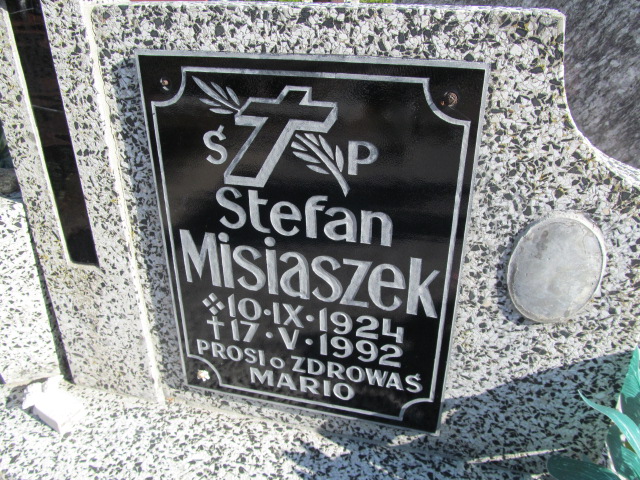 Ś P
Stefan
Misiaszek
10·IX·1924
✝17·V·1992
PROSI O ZDROWAŚ
MARIO